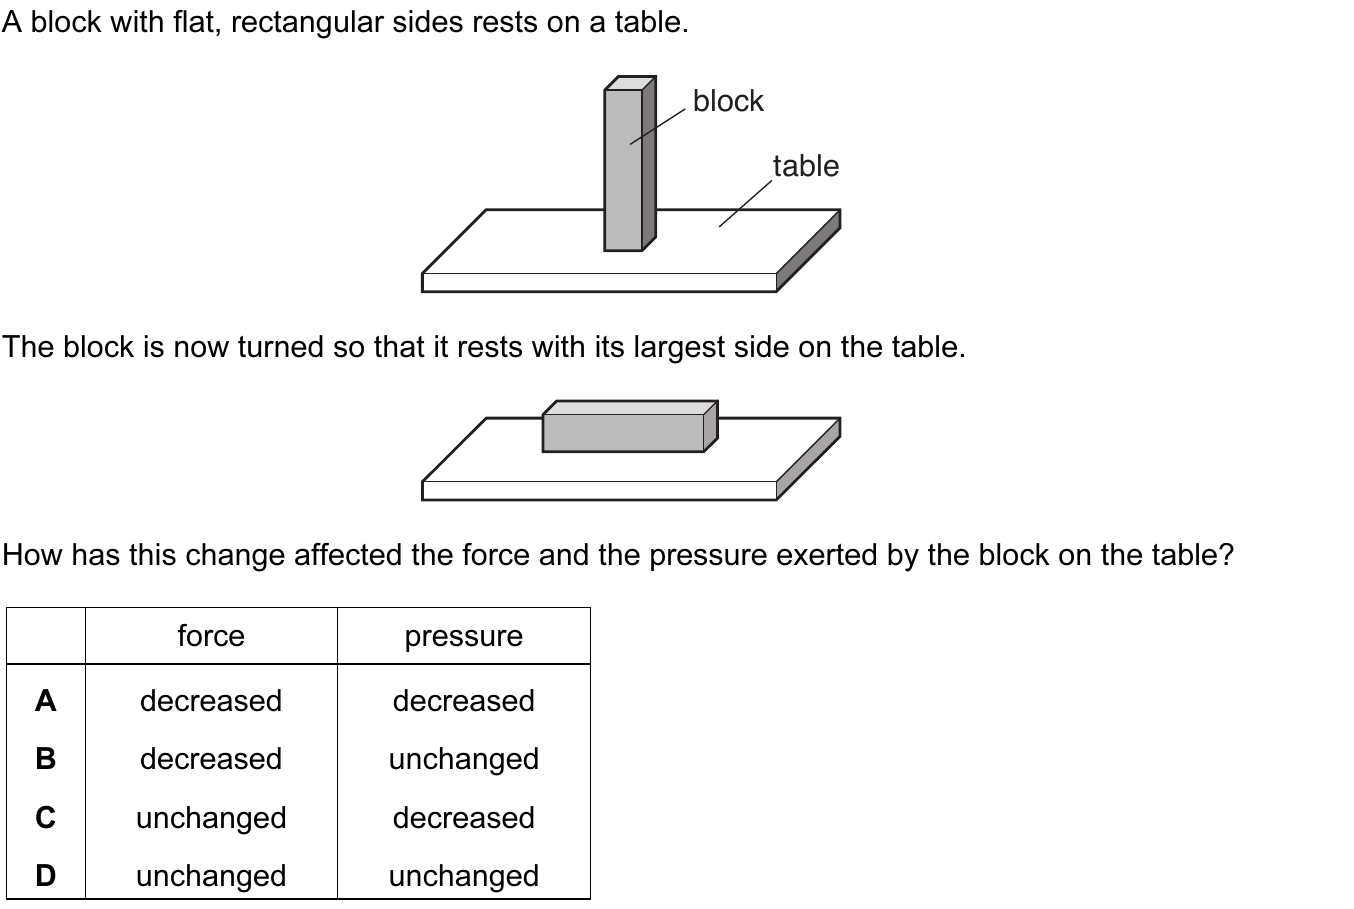 A block with flat, rectangular sides rests on a table.
block
table
The block is now turned so that it rests with its largest side on the table.
How has this change affected the force and the pressure exerted by the block on the table?
force pressure
A decreased decreased
B decreased unchanged
C unchanged decreased
D unchanged unchanged